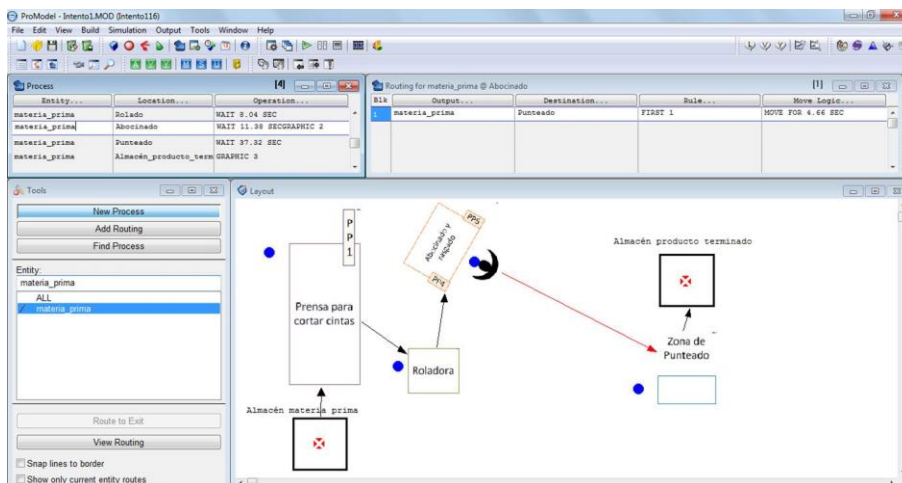 ProModel - Intento1.MOD (Intento116)
File Edit View Build Simulation Output Tools Window Help
Process [4]
Entity... Location... Operation...
materia_prima Rolado WAIT 8.04 SEC
materia_prima Abocinado WAIT 11.38 SECGRAPHIC 2
materia_prima Punteado WAIT 37.32 SEC
materia_prima Almacén_producto_term GRAPHIC 3
Routing for materia_prima @ Abocinado [1]
Blk Output... Destination... Rule... Move Logic...
1 materia_prima Punteado FIRST 1 MOVE FOR 4.66 SEC
Tools
New Process
Add Routing
Find Process
Entity:
materia_prima
ALL
materia_prima
Route to Exit
View Routing
Snap lines to border
Show only current entity routes
Layout
PP1
Prensa para
cortar cintas
Almacén materia prima
Roladora
Abocinado y
PP5
Almacén producto terminado
Zona de
Punteado